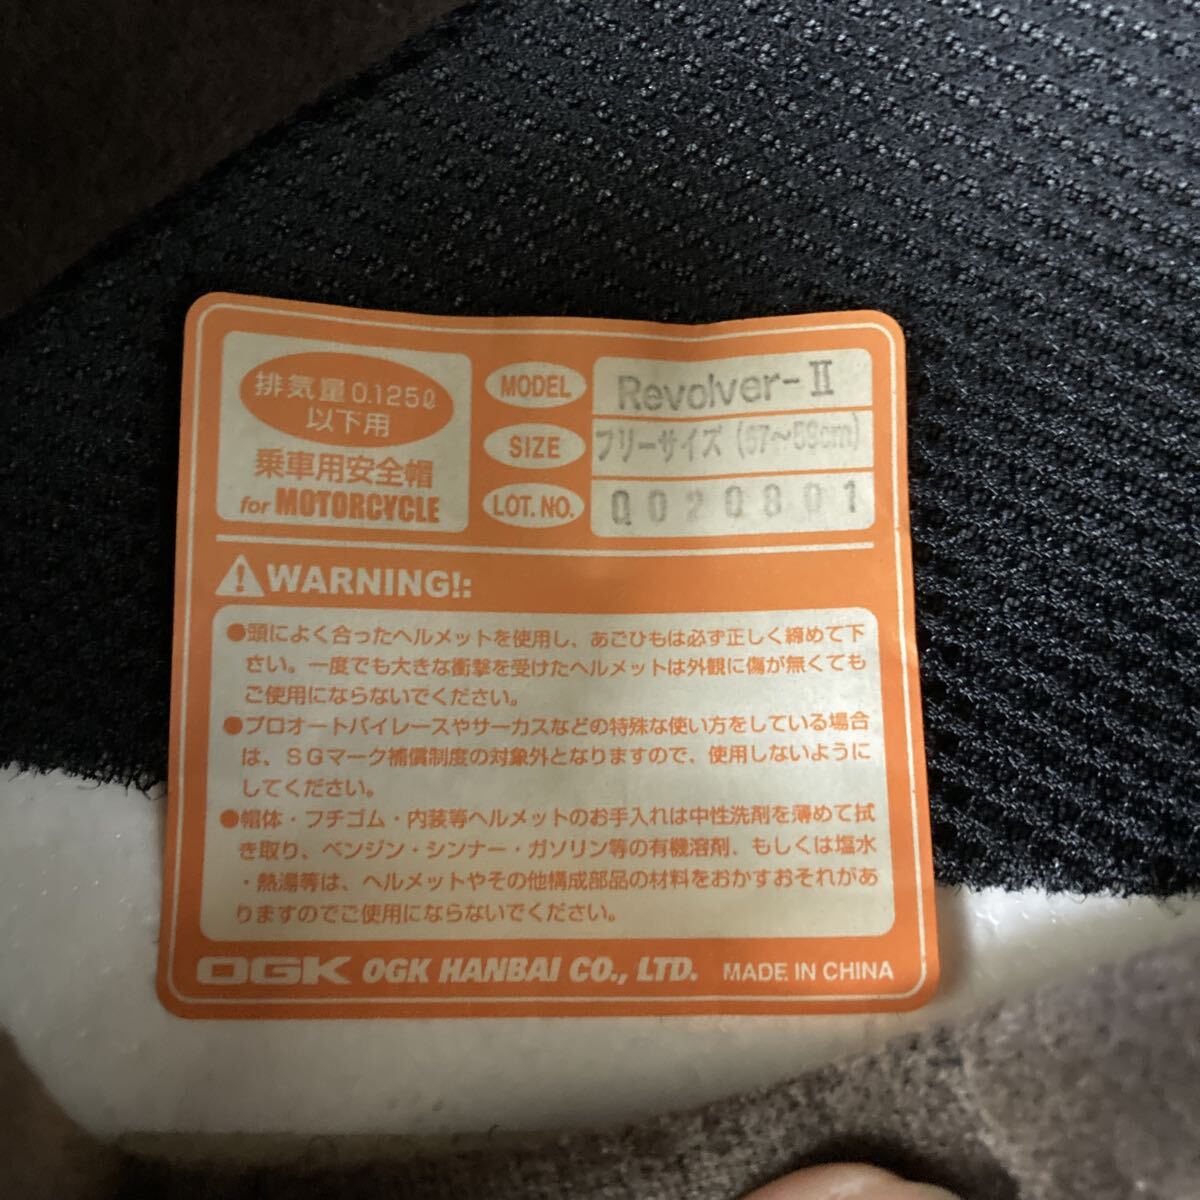 排気量0.125ℓ
以下用
乗車用安全帽
for MOTORCYCLE
MODEL Revolver-II
SIZE フリーサイズ (57~59cm)
LOT. NO. Q020801
WARNING!:
●頭によく合ったヘルメットを使用し、あごひもは必ず正しく締めて下
さい。一度でも大きな衝撃を受けたヘルメットは外観に傷が無くても
ご使用にならないでください。
●プロオートバイレースやサーカスなどの特殊な使い方をしている場合
は、SGマーク補償制度の対象外となりますので、使用しないように
してください。
●帽体・フチゴム・内装等ヘルメットのお手入れは中性洗剤を薄めて拭
き取り、ベンジン・シンナー・ガソリン等の有機溶剤、もしくは塩水
・熱湯等は、ヘルメットやその他構成部品の材料をおかすおそれがあ
りますのでご使用にならないでください。
OGK OGK HANBAI CO., LTD. MADE IN CHINA